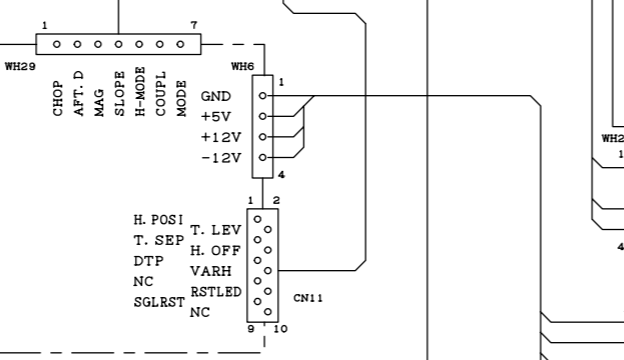 1 7
WH29
CHOP
AFT. D
MAG
SLOPE
H-MODE
COUPL
MODE
WH6
1
GND
+5V
+12V
-12V
4
WH2
1
4
1 2
H. POSI
T. LEV
T. SEP
H. OFF
DTP
VARH
NC
RSTLED
SGLRST
NC
CN11
9 10